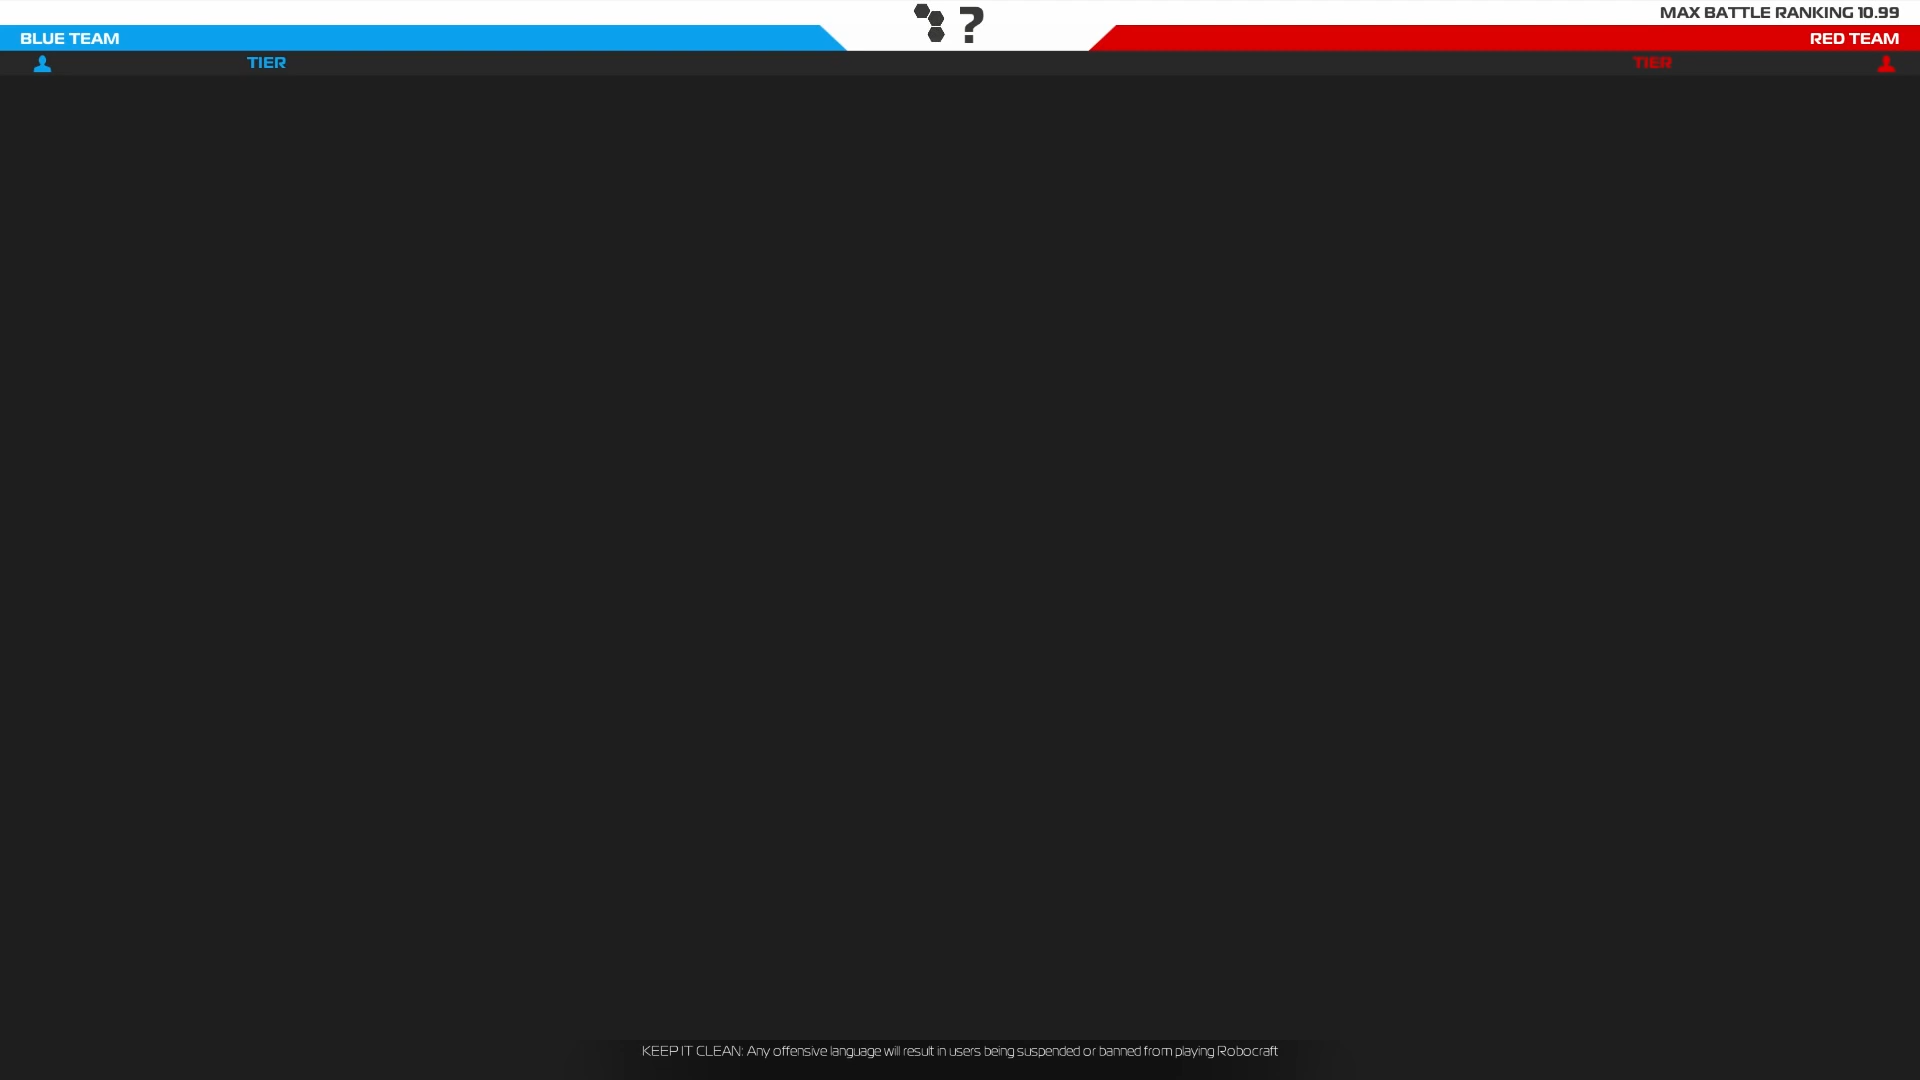 ?
MAX BATTLE RANKING 10.99
BLUE TEAM
RED TEAM
TIER
TIER
KEEP IT CLEAN: Any offensive language will result in users being suspended or banned from playing Robocraft